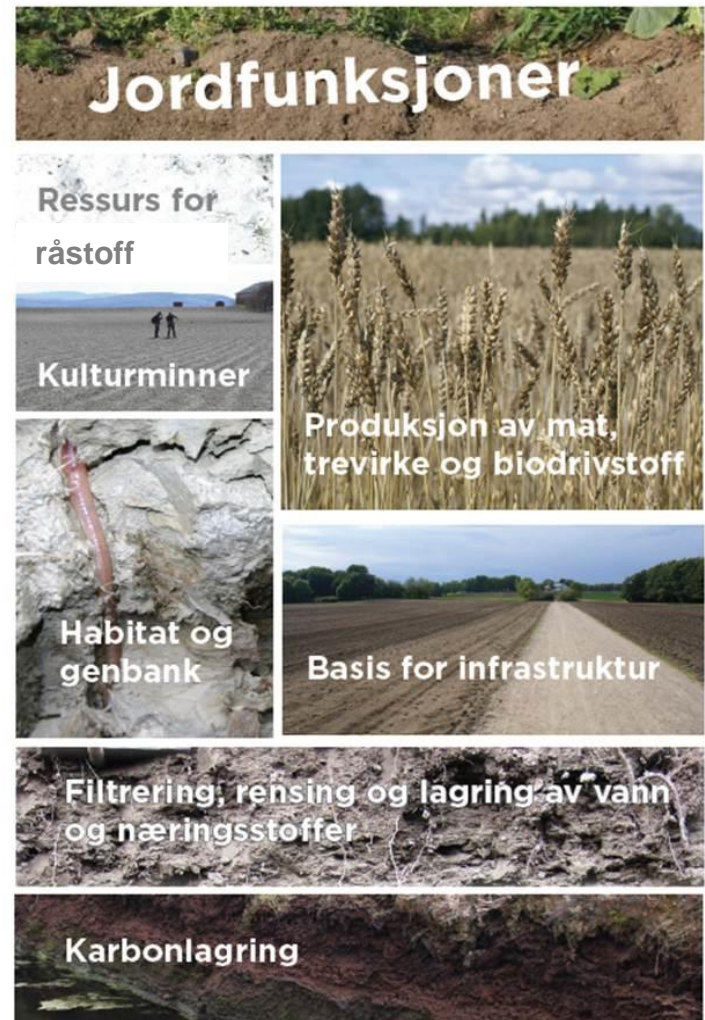 Jordfunksjoner
Ressurs for
råstoff
Kulturminner
Produksjon av mat,
trevirke og biodrivstoff
Habitat og
genbank
Basis for infrastruktur
Filtrering, rensing og lagring av vann
og næringsstoffer
Karbonlagring